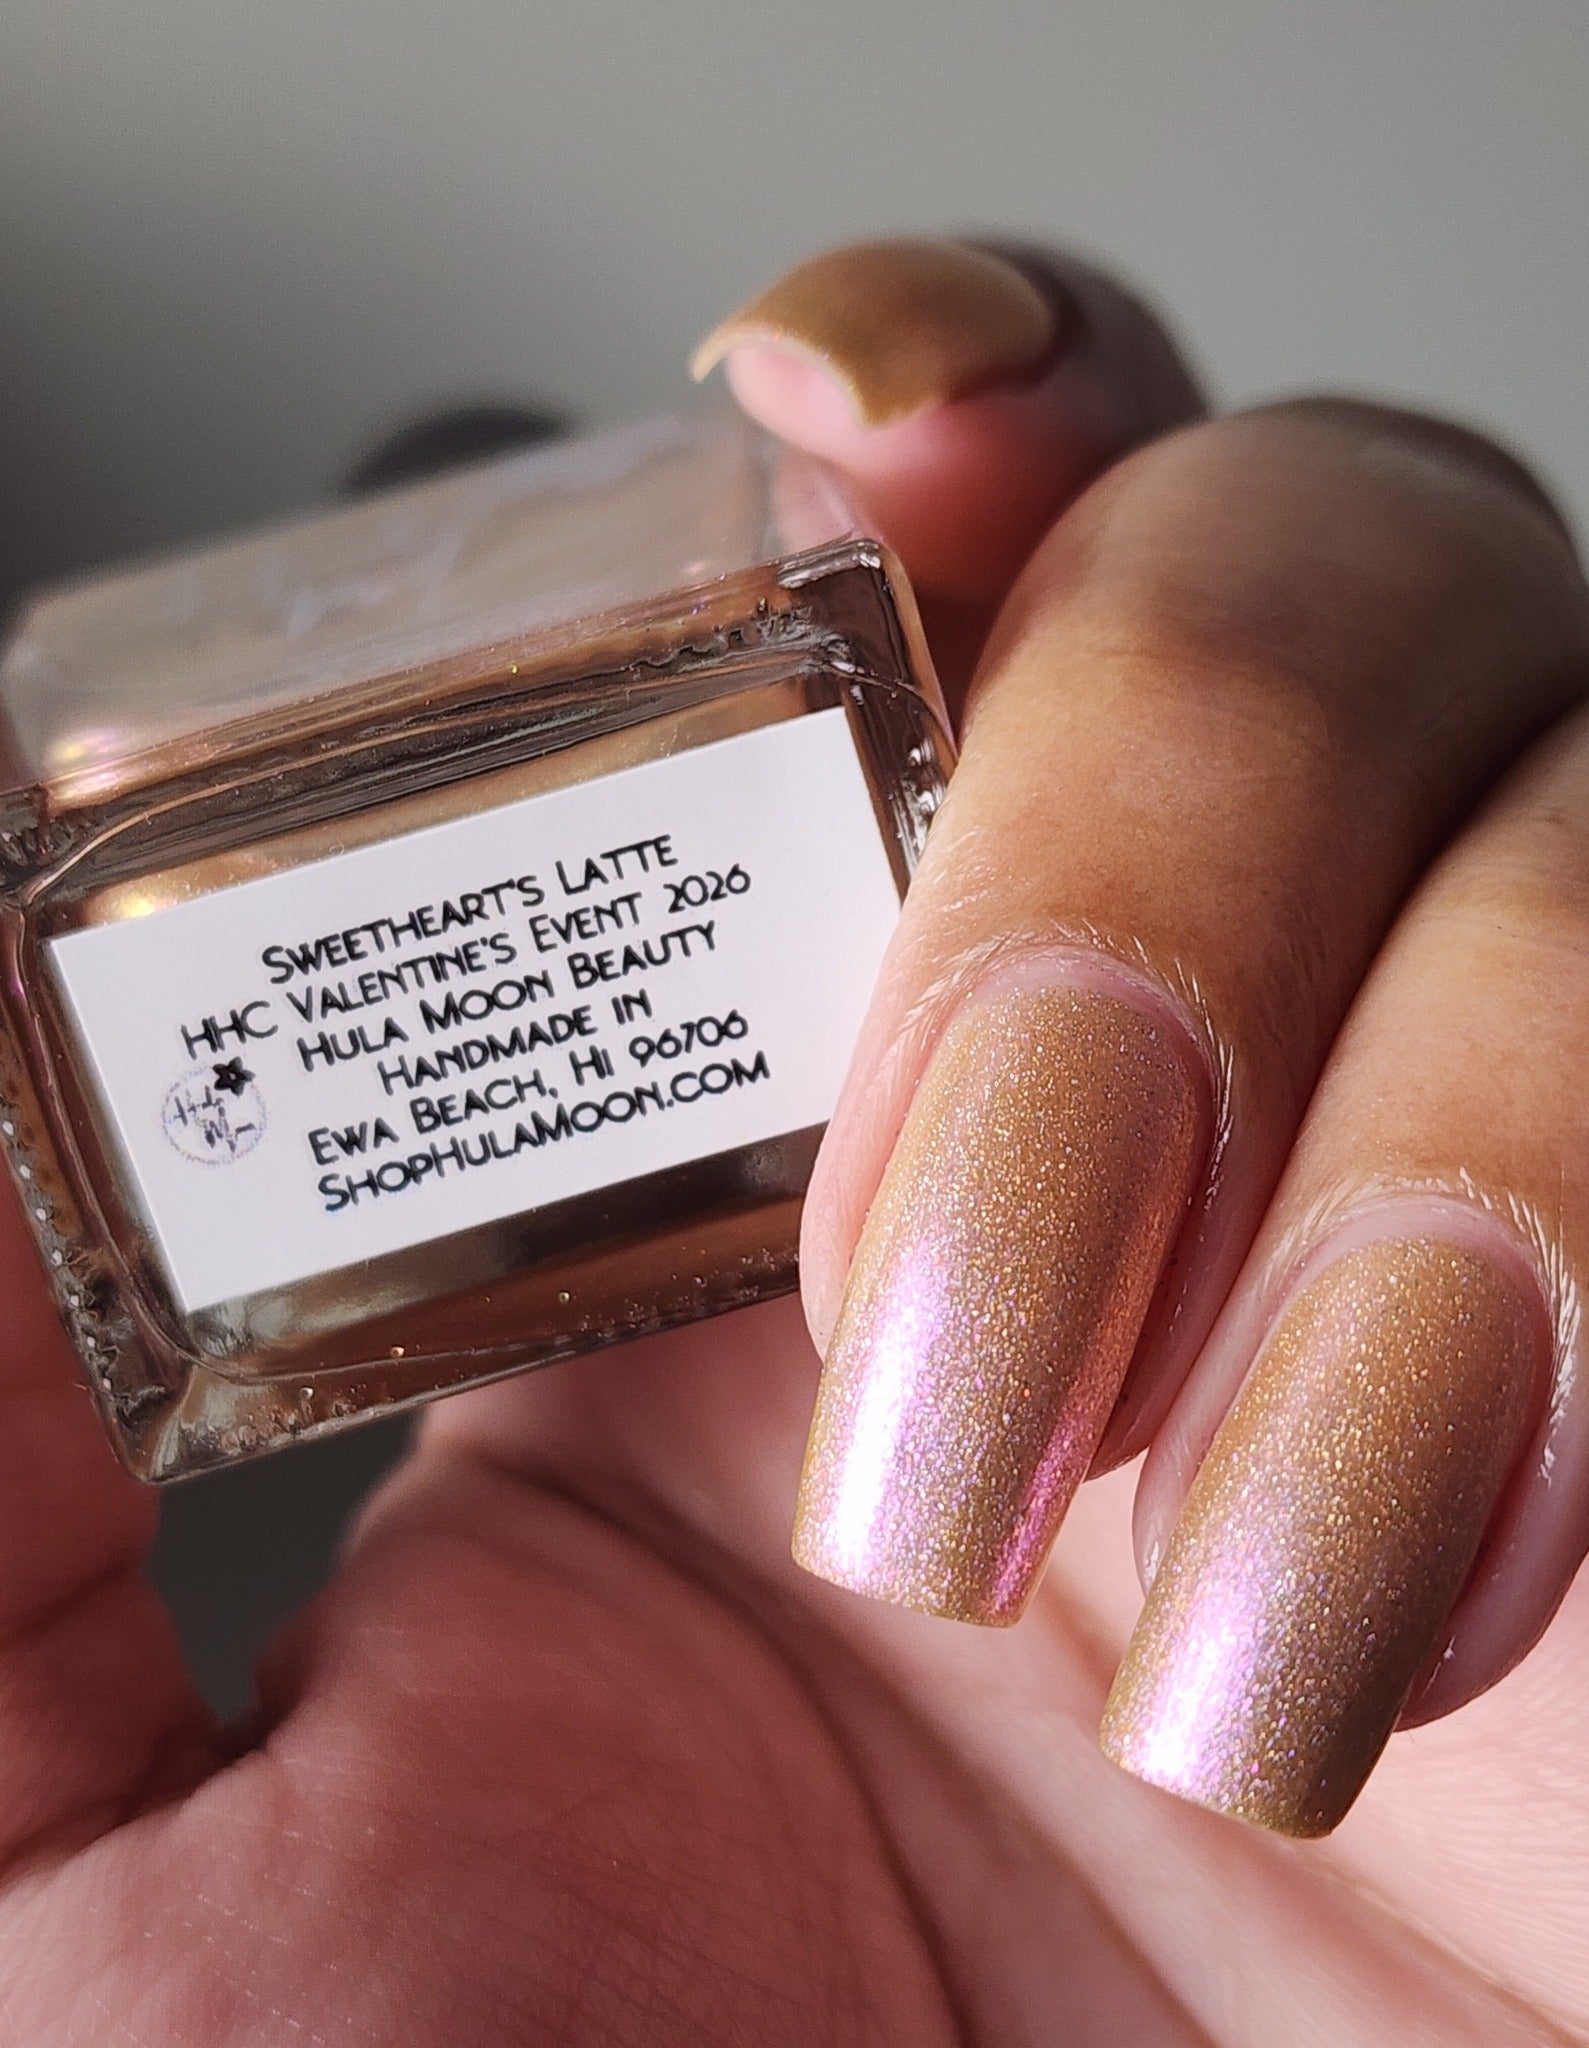 Sweetheart's Latte
HHC Valentine's Event 2026
Hula Moon Beauty
Handmade in
Ewa Beach, Hi 96706
ShopHulaMoon.com